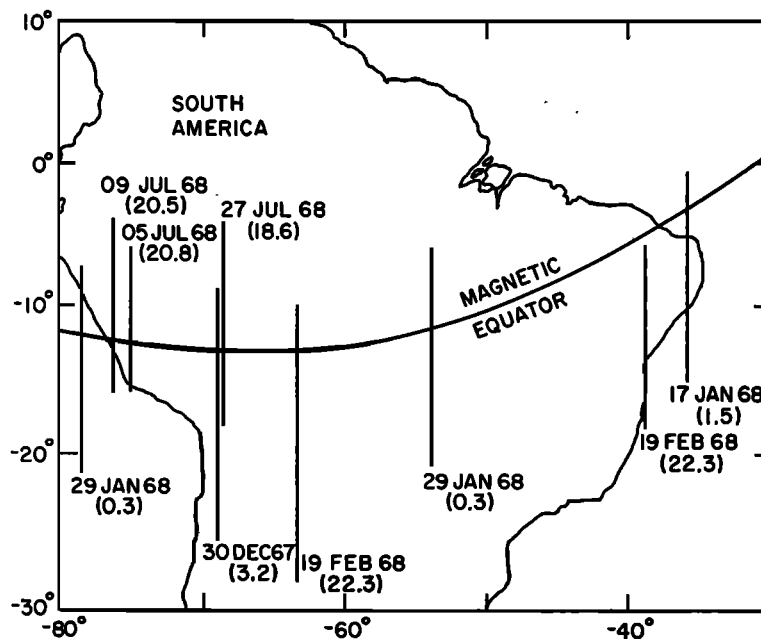 10°
SOUTH
AMERICA
0°
09 JUL 68
(20.5)
27 JUL 68
(18.6)
05 JUL 68
(20.8)
MAGNETIC
EQUATOR
-10°
17 JAN 68
(1.5)
19 FEB 68
(22.3)
29 JAN 68
(0.3)
29 JAN 68
(0.3)
-20°
30 DEC 67
(3.2)
19 FEB 68
(22.3)
-30°
-80°
-60°
-40°